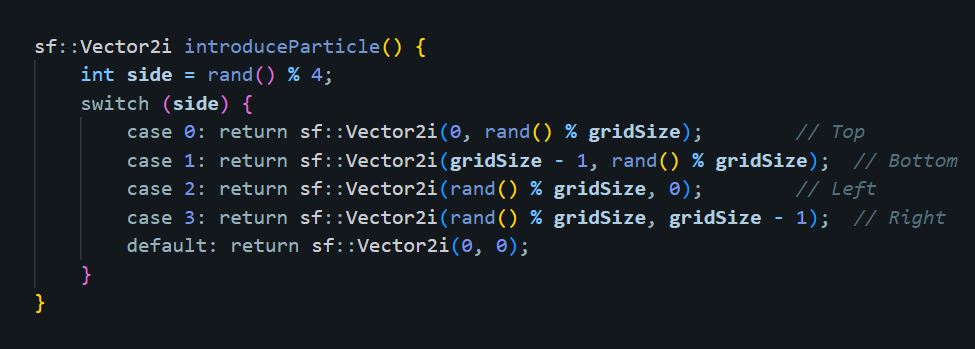 sf::Vector2i introduceParticle() {
    int side = rand() % 4;
    switch (side) {
        case 0: return sf::Vector2i(0, rand() % gridSize);        // Top
        case 1: return sf::Vector2i(gridSize - 1, rand() % gridSize);  // Bottom
        case 2: return sf::Vector2i(rand() % gridSize, 0);        // Left
        case 3: return sf::Vector2i(rand() % gridSize, gridSize - 1);  // Right
        default: return sf::Vector2i(0, 0);
    }
}